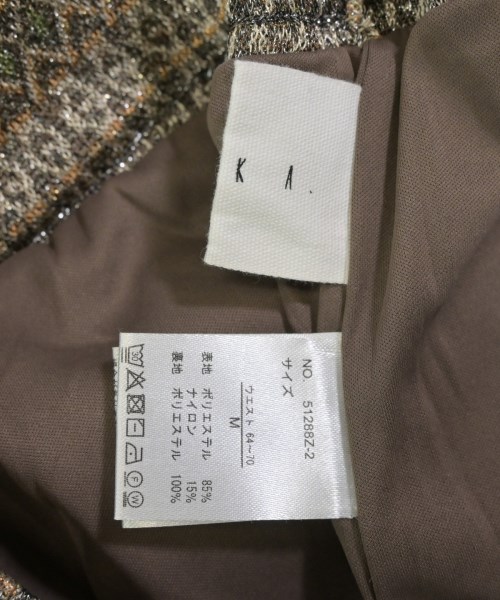 K A.
NO. 51288Z-2
サイズ
ウエスト 64～70
M
表地 ポリエステル 85%
ナイロン 15%
裏地 ポリエステル 100%
30
F
W